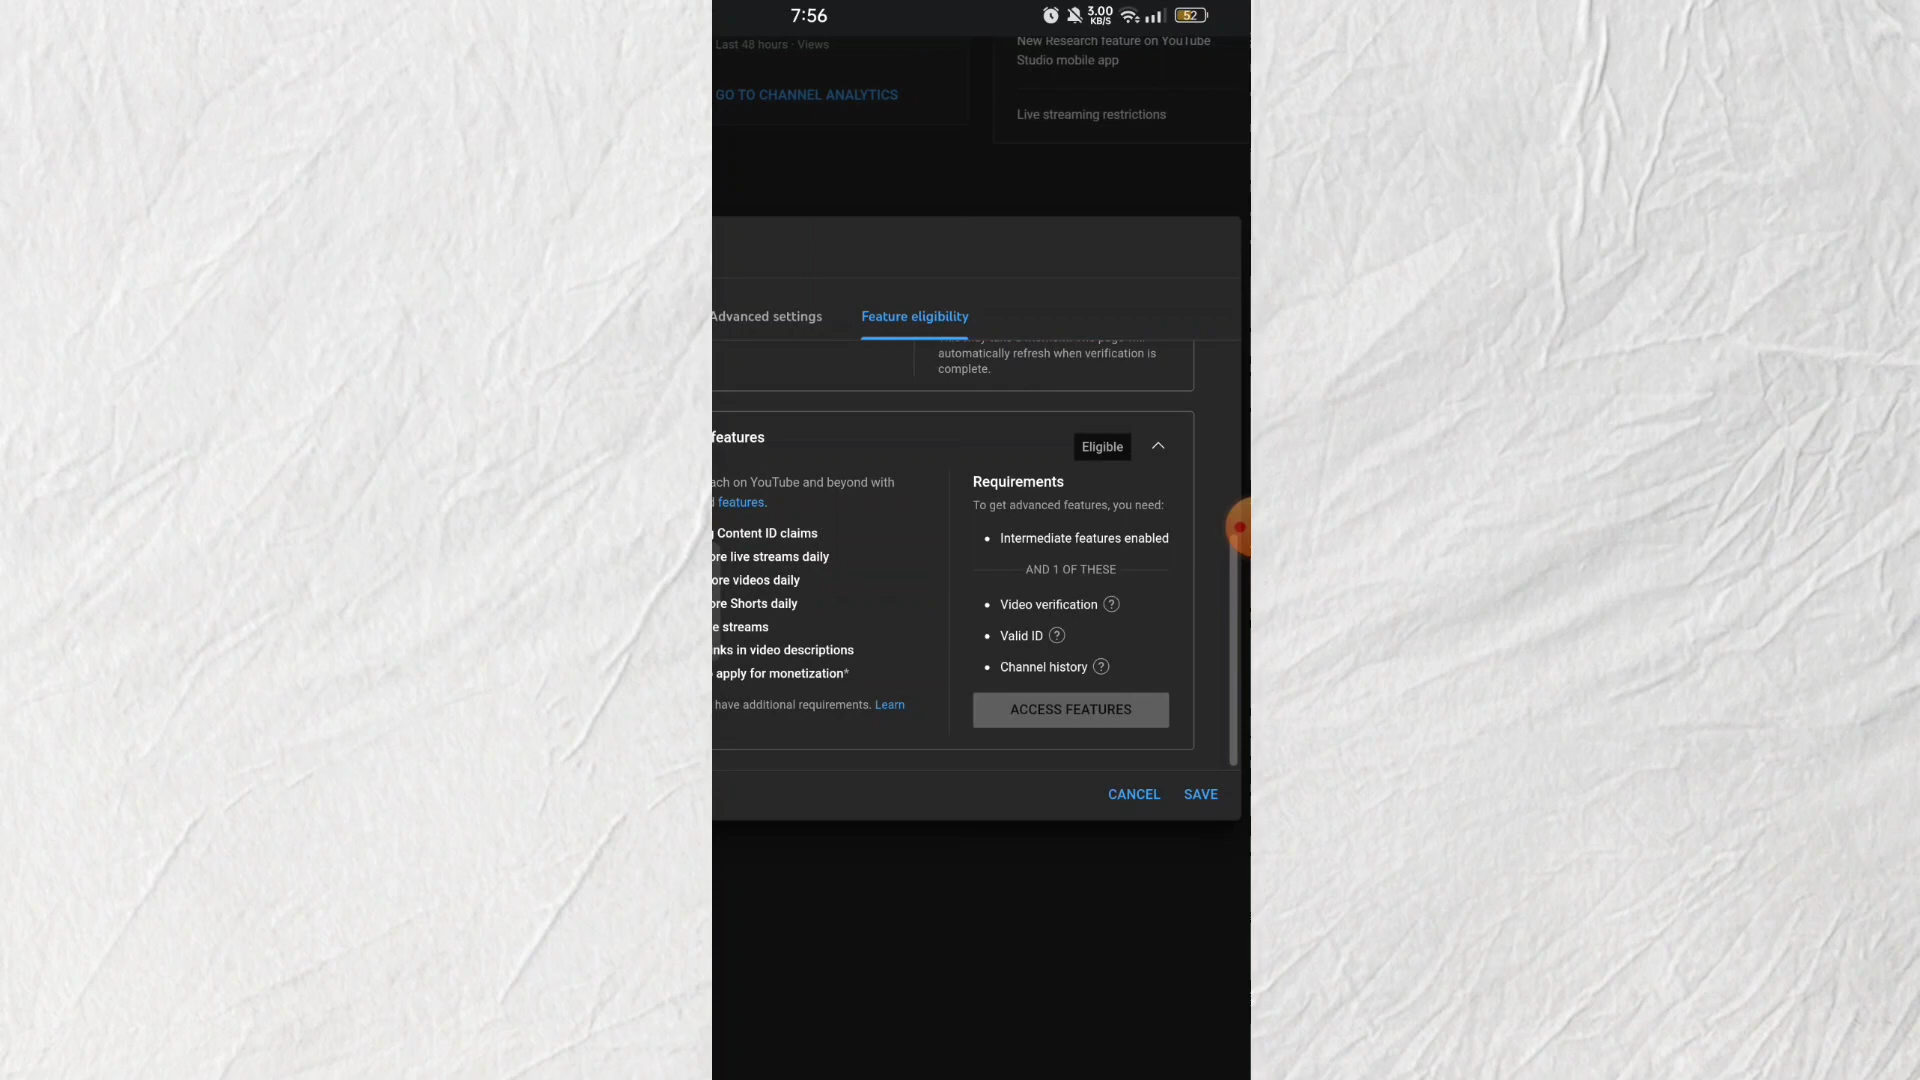 7:56
3.00
KB/S
52
Last 48 hours · Views
GO TO CHANNEL ANALYTICS
New Research feature on YouTube
Studio mobile app
Live streaming restrictions
Advanced settings
Feature eligibility
automatically refresh when verification is
complete.
features
Eligible
ach on YouTube and beyond with
features.
Content ID claims
ore live streams daily
ore videos daily
ore Shorts daily
e streams
nks in video descriptions
apply for monetization*
have additional requirements. Learn
Requirements
To get advanced features, you need:
• Intermediate features enabled
AND 1 OF THESE
• Video verification ?
• Valid ID ?
• Channel history ?
ACCESS FEATURES
CANCEL
SAVE